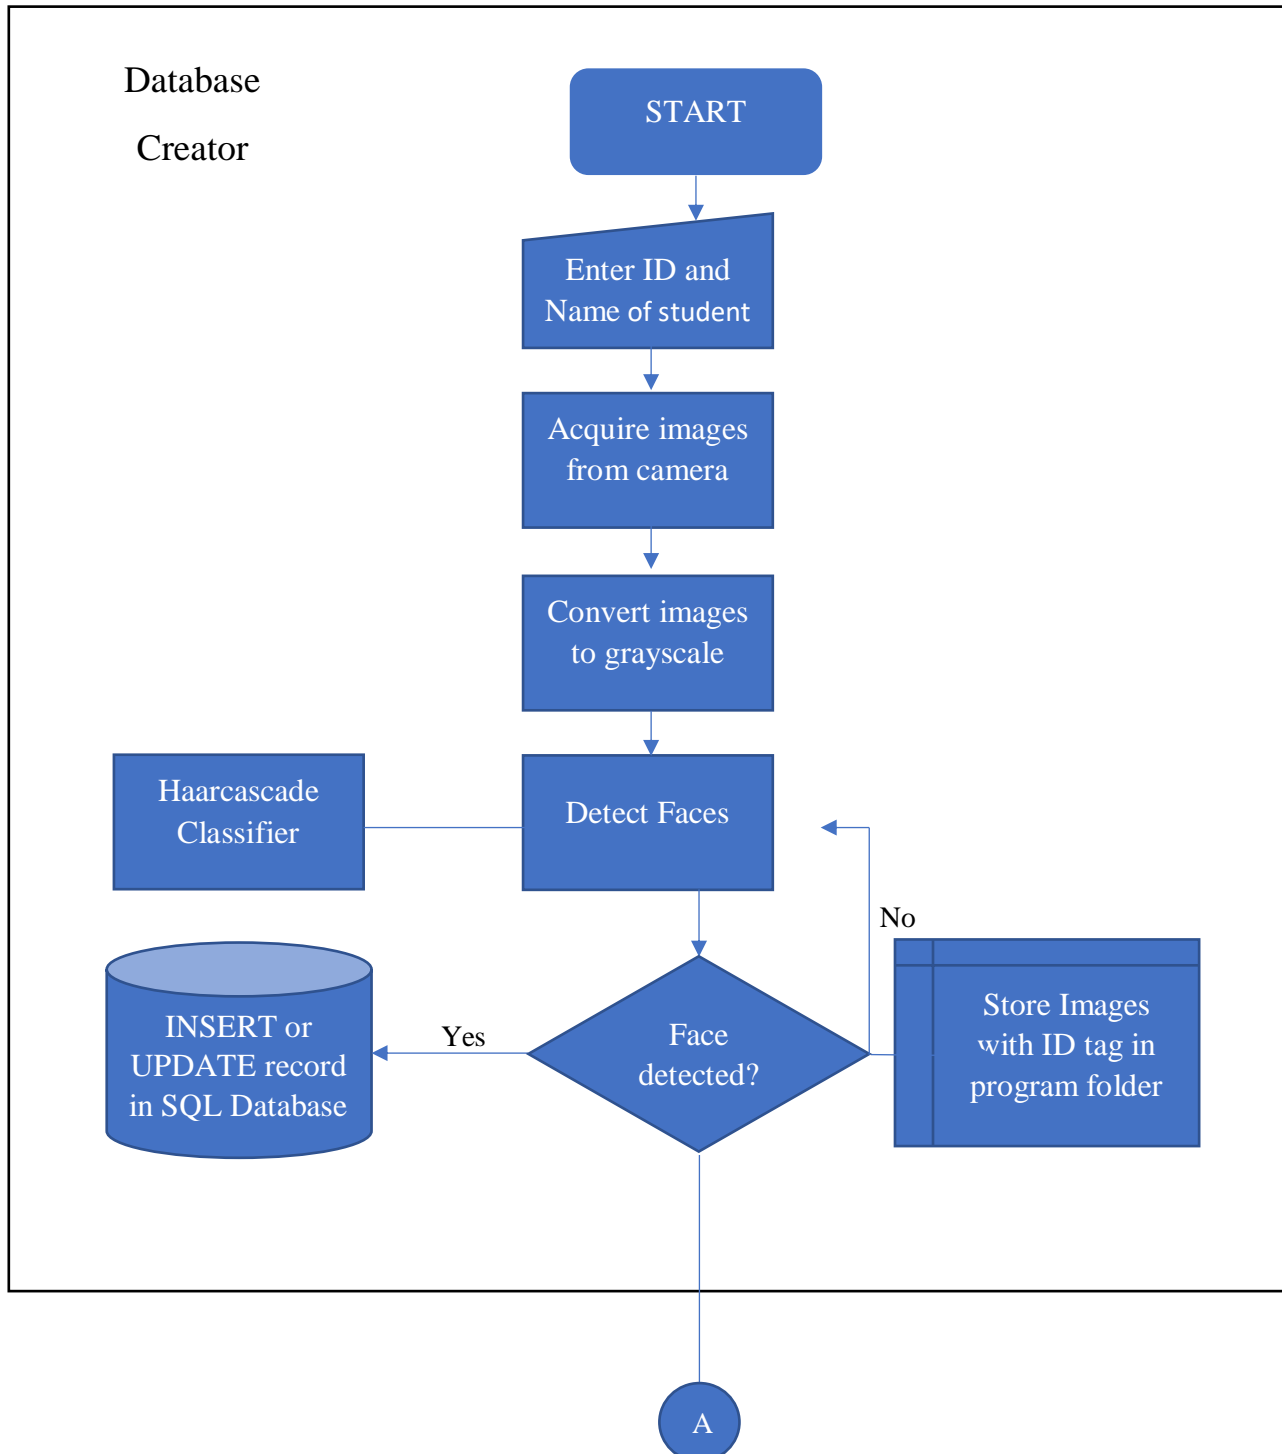 Database
Creator
START
Enter ID and
Name of student
Acquire images
from camera
Convert images
to grayscale
Haarcascade
Classifier
Detect Faces
No
INSERT or
UPDATE record
in SQL Database
Yes
Face
detected?
Store Images
with ID tag in
program folder
A